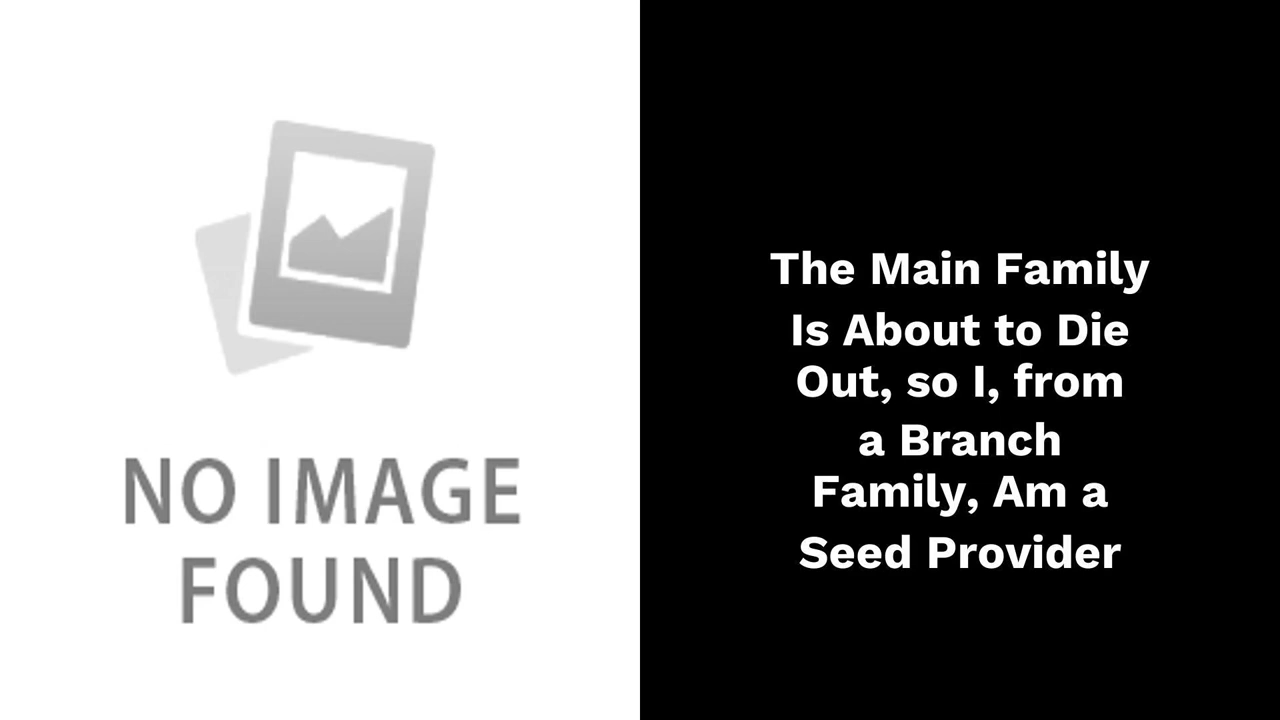 NO IMAGE
FOUND
The Main Family
Is About to Die
Out, so I, from
a Branch
Family, Am a
Seed Provider